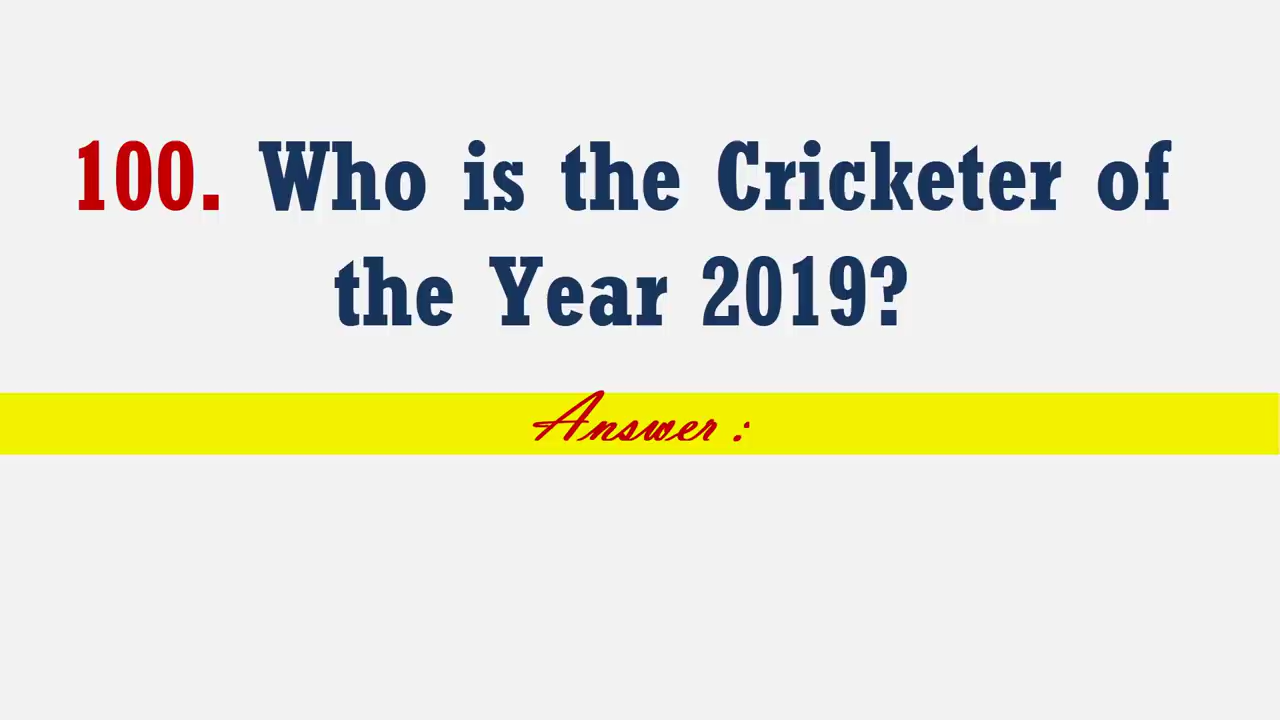 100. Who is the Cricketer of
the Year 2019?
Answer :